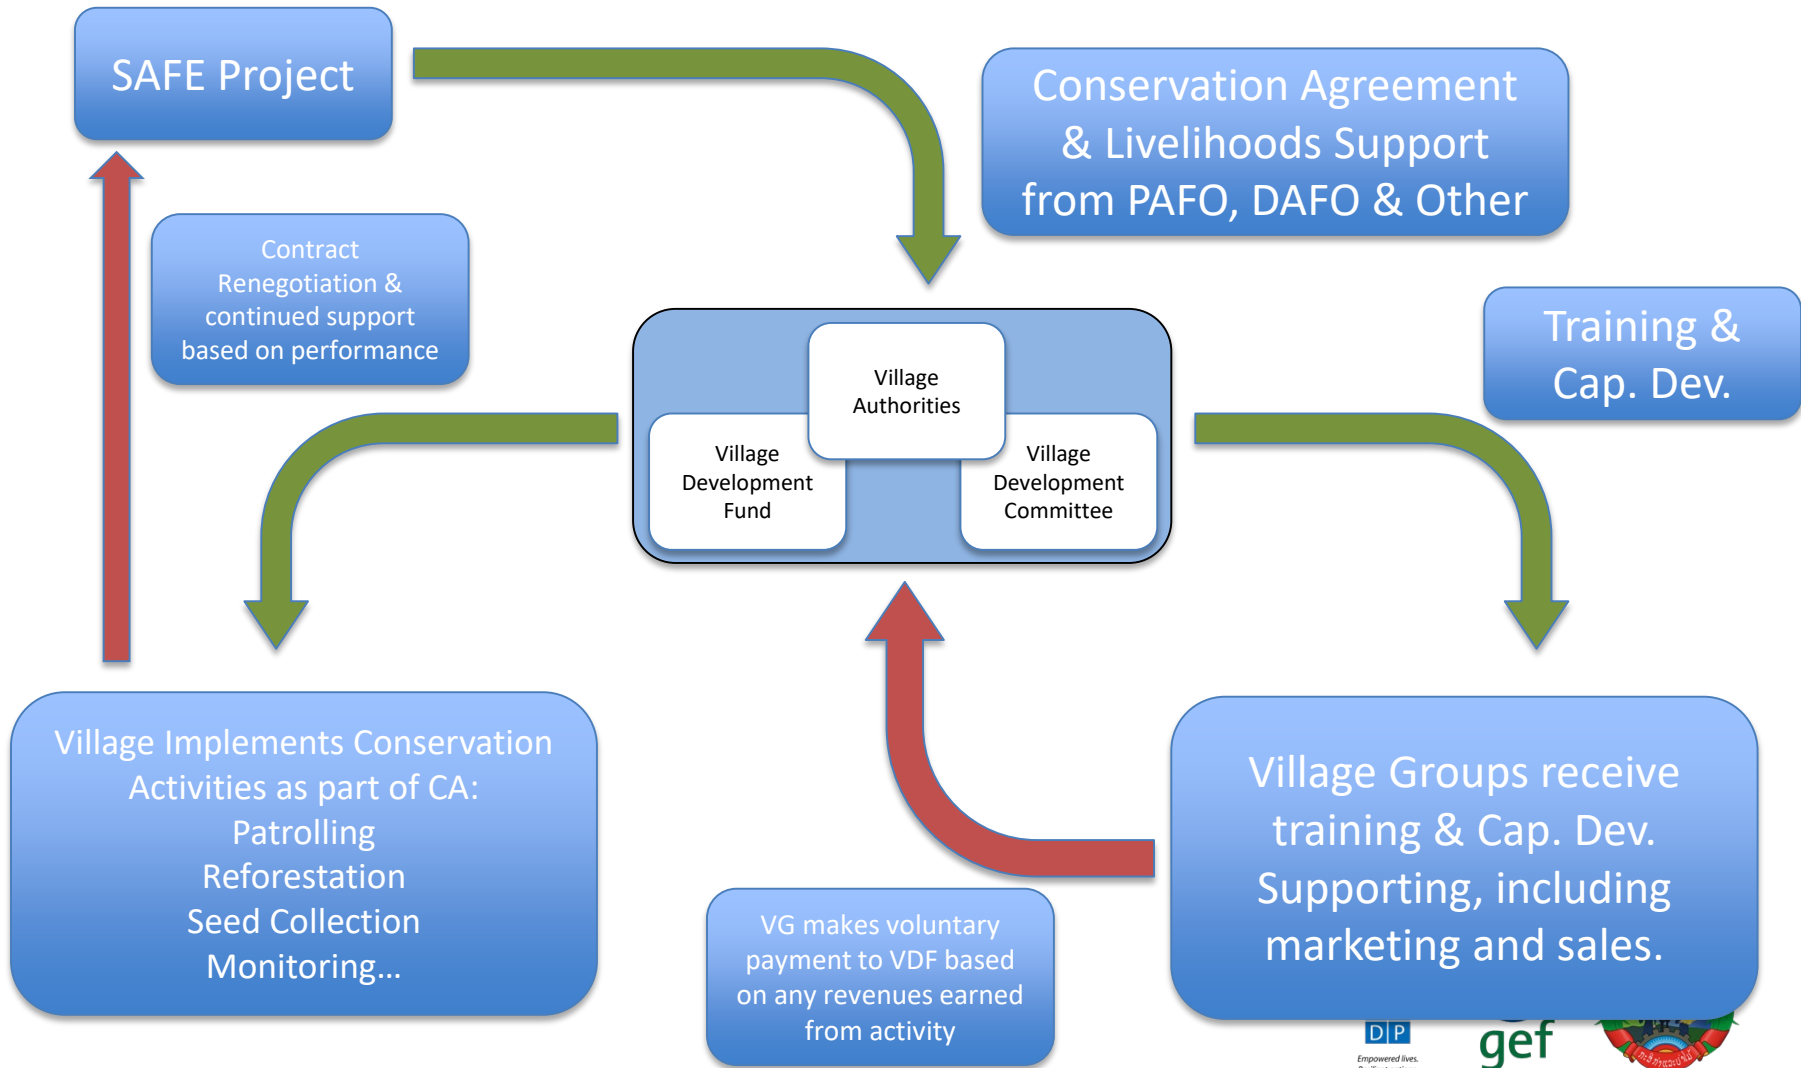 SAFE Project
Conservation Agreement
& Livelihoods Support
from PAFO, DAFO & Other
Contract
Renegotiation &
continued support
based on performance
Training &
Cap. Dev.
Village
Authorities
Village
Development
Fund
Village
Development
Committee
Village Implements Conservation
Activities as part of CA:
Patrolling
Reforestation
Seed Collection
Monitoring…
Village Groups receive
training & Cap. Dev.
Supporting, including
marketing and sales.
VG makes voluntary
payment to VDF based
on any revenues earned
from activity
D P
Empowered lives.
gef